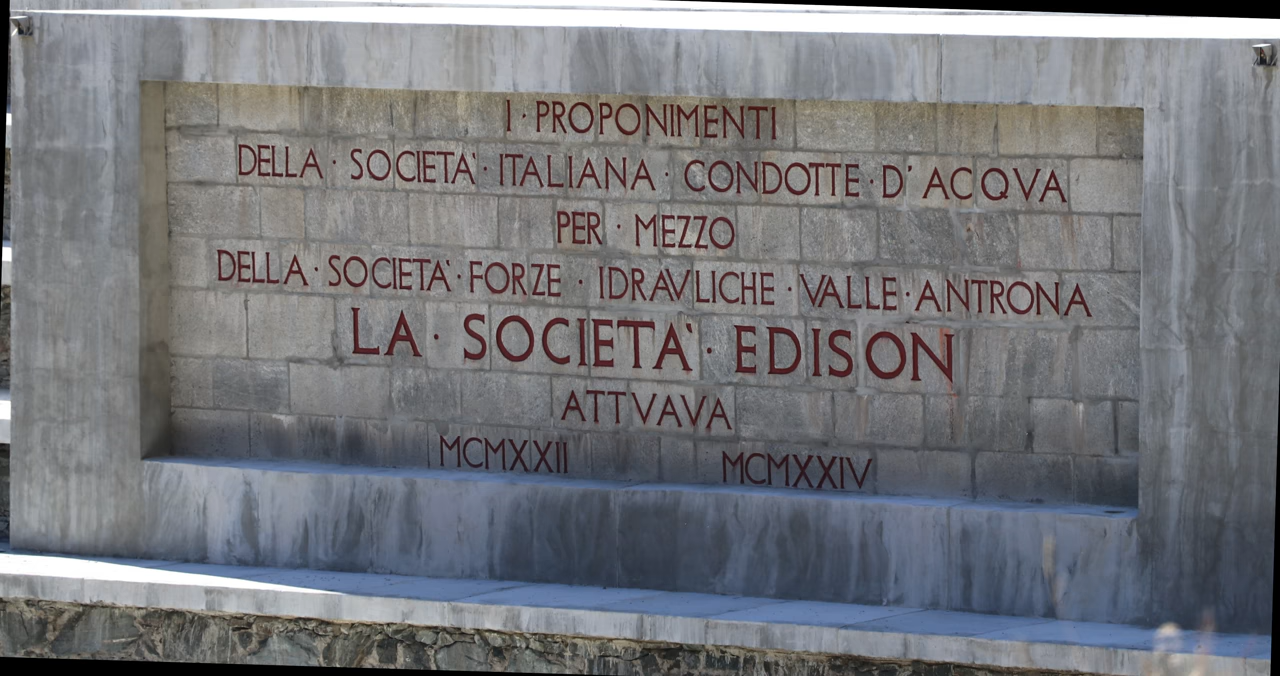 I · PROPONIMENTI
DELLA · SOCIETA' · ITALIANA · CONDOTTE · D' ACQVA
PER · MEZZO
DELLA · SOCIETA' · FORZE · IDRAVLICHE · VALLE · ANTRONA
LA · SOCIETA' · EDISON
ATTVAVA
MCMXXII MCMXXIV